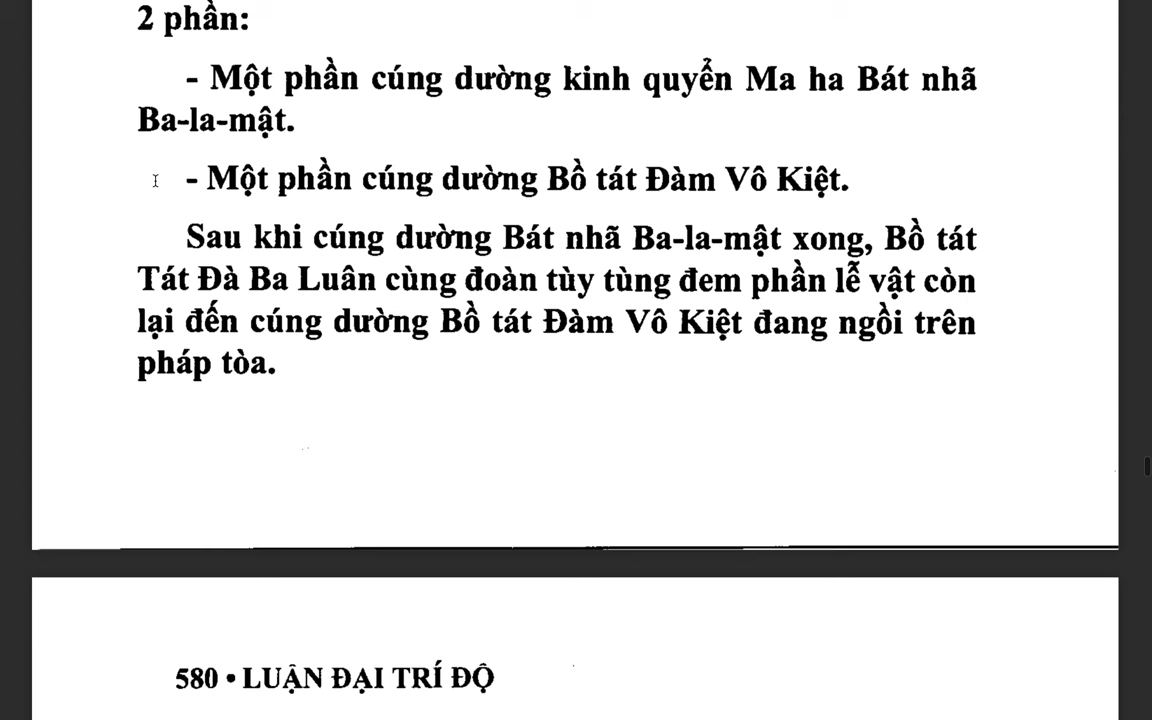 2 phần:
- Một phần cúng dường kinh quyển Ma ha Bát nhã
Ba-la-mật.
- Một phần cúng dường Bồ tát Đàm Vô Kiệt.
Sau khi cúng dường Bát nhã Ba-la-mật xong, Bồ tát
Tát Đà Ba Luân cùng đoàn tùy tùng đem phần lễ vật còn
lại đến cúng dường Bồ tát Đàm Vô Kiệt đang ngồi trên
pháp tòa.
580 • LUẬN ĐẠI TRÍ ĐỘ